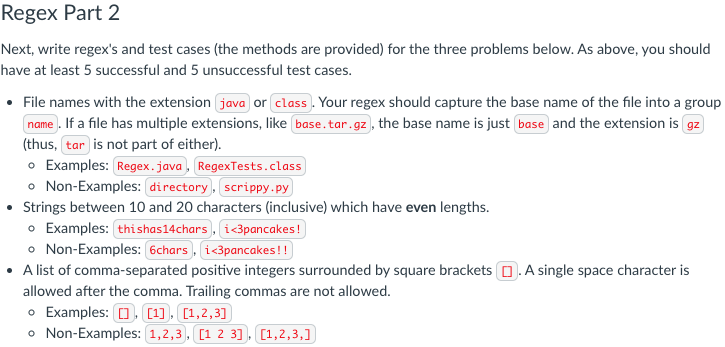 Regex Part 2
Next, write regex's and test cases (the methods are provided) for the three problems below. As above, you should
have at least 5 successful and 5 unsuccessful test cases.
• File names with the extension java or class. Your regex should capture the base name of the file into a group
name. If a file has multiple extensions, like base.tar.gz, the base name is just base and the extension is gz
(thus, tar is not part of either).
◦ Examples: Regex.java, RegexTests.class
◦ Non-Examples: directory, scrippy.py
• Strings between 10 and 20 characters (inclusive) which have even lengths.
◦ Examples: thishas14chars, i<3pancakes!
◦ Non-Examples: 6chars, i<3pancakes!!
• A list of comma-separated positive integers surrounded by square brackets []. A single space character is
allowed after the comma. Trailing commas are not allowed.
◦ Examples: [], [1], [1,2,3]
◦ Non-Examples: 1,2,3, [1 2 3], [1,2,3,]